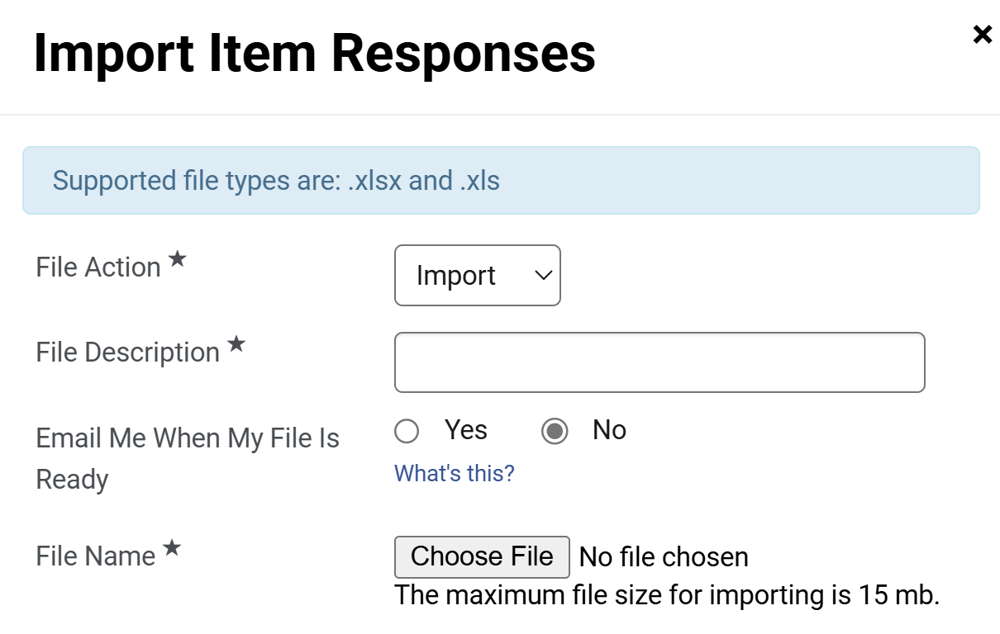 Import Item Responses
×
Supported file types are: .xlsx and .xls
File Action ★
Import
File Description ★
Email Me When My File Is
Ready
Yes
No
What's this?
File Name ★
Choose File No file chosen
The maximum file size for importing is 15 mb.